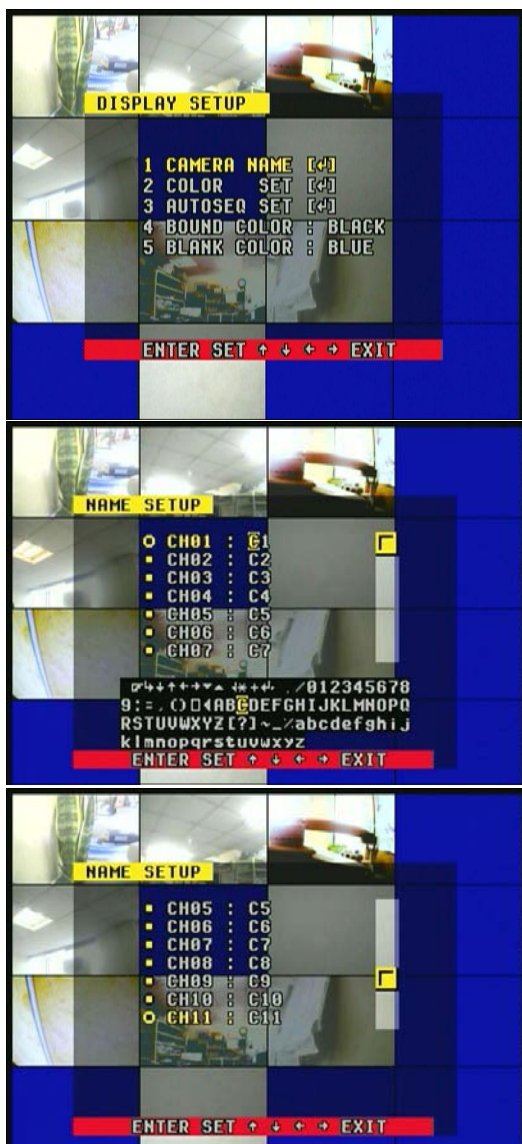 DISPLAY SETUP
1 CAMERA NAME [↵]
2 COLOR SET [↵]
3 AUTOSEQ SET [↵]
4 BOUND COLOR : BLACK
5 BLANK COLOR : BLUE
ENTER SET ↑ ↓ ← → EXIT
NAME SETUP
CH01 : C1
CH02 : C2
CH03 : C3
CH04 : C4
CH05 : C5
CH06 : C6
CH07 : C7
./012345678
9:=,()□◀ABCDEFGHIJKLMNOPQ
RSTUVWXYZ[?]~_%abcdefghij
klmnopqrstuvwxyz
ENTER SET ↑ ↓ ← → EXIT
NAME SETUP
CH05 : C5
CH06 : C6
CH07 : C7
CH08 : C8
CH09 : C9
CH10 : C10
CH11 : C11
ENTER SET ↑ ↓ ← → EXIT